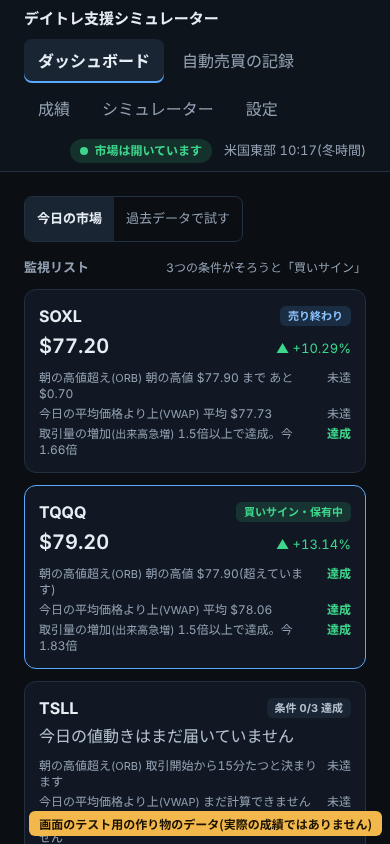 デイトレ支援シミュレーター
ダッシュボード 自動売買の記録
成績 シミュレーター 設定
市場は開いています 米国東部 10:17(冬時間)
今日の市場 過去データで試す
監視リスト 3つの条件がそろうと「買いサイン」
SOXL 売り終わり
$77.20 ▲ +10.29%
朝の高値超え(ORB) 朝の高値 $77.90 まで あと 未達
$0.70
今日の平均価格より上(VWAP) 平均 $77.73 未達
取引量の増加(出来高急増) 1.5倍以上で達成。今 達成
1.66倍
TQQQ 買いサイン・保有中
$79.20 ▲ +13.14%
朝の高値超え(ORB) 朝の高値 $77.90(超えていま 達成
す)
今日の平均価格より上(VWAP) 平均 $78.06 達成
取引量の増加(出来高急増) 1.5倍以上で達成。今 達成
1.83倍
TSLL 条件 0/3 達成
今日の値動きはまだ届いていません
朝の高値超え(ORB) 取引開始から15分たつと決まり 未達
ます
今日の平均価格より上(VWAP) まだ計算できません 未達
画面のテスト用の作り物のデータ(実際の成績ではありません)
せん